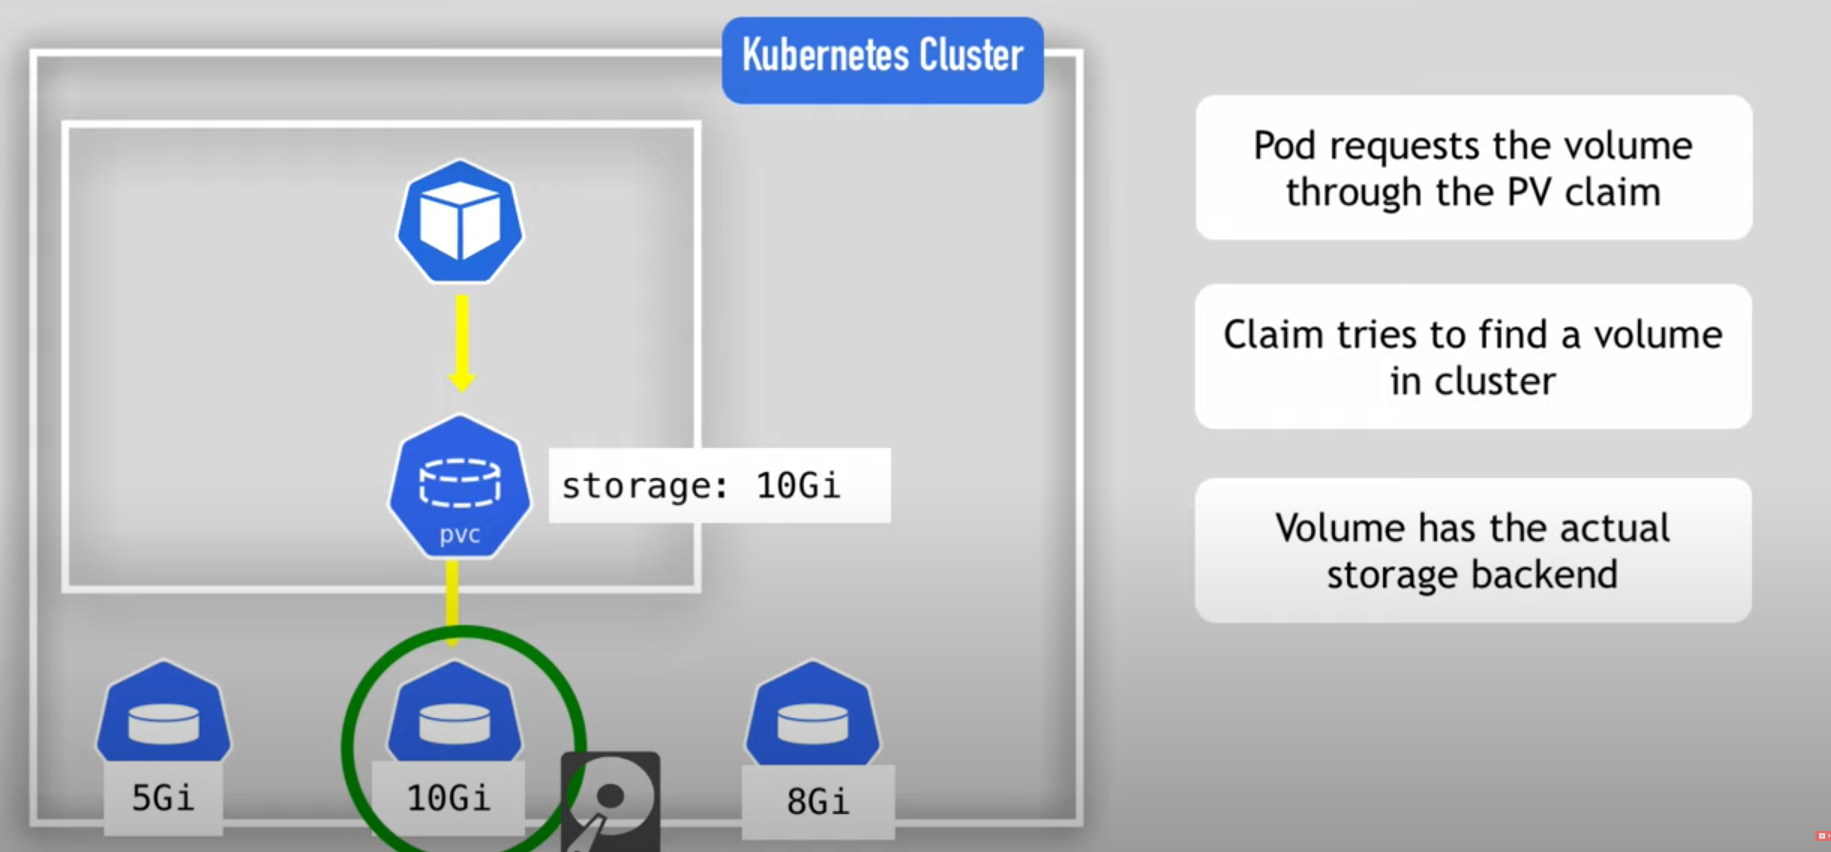 Kubernetes Cluster
Pod requests the volume
through the PV claim
Claim tries to find a volume
in cluster
storage: 10Gi
pvc
Volume has the actual
storage backend
5Gi
10Gi
8Gi